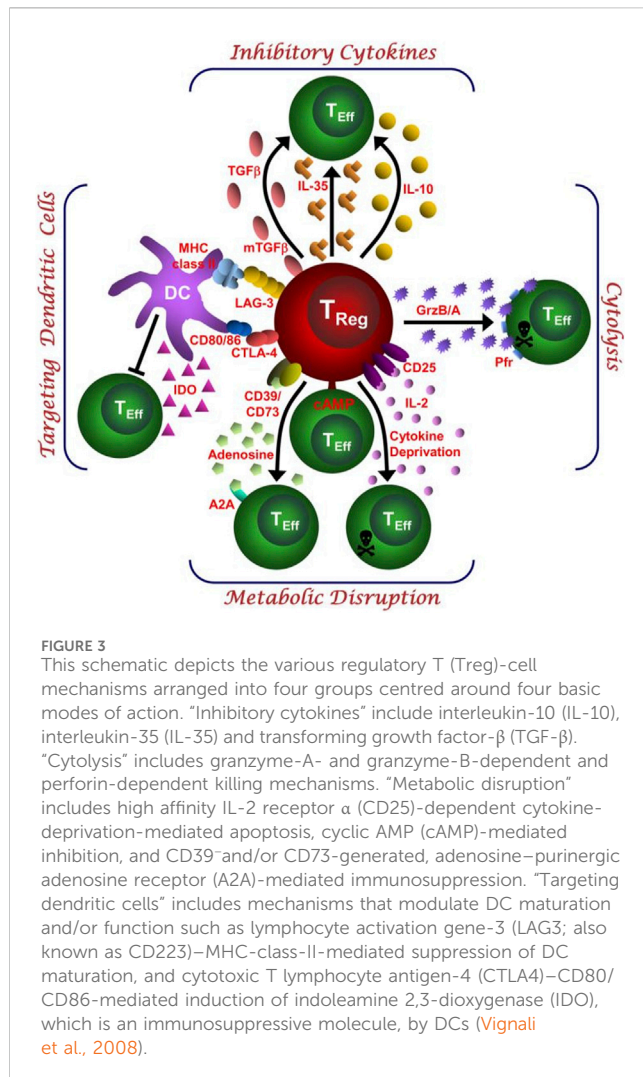 Inhibitory Cytokines
T Eff
TGFβ
IL-35
IL-10
mTGFβ
Targeting Dendritic Cells
MHC
class II
DC
LAG-3
CD80/86
CTLA-4
T Reg
GrzB/A
T Eff
Pfr
Cytolysis
IDO
T Eff
CD39/
CD73
cAMP
CD25
IL-2
T Eff
Adenosine
Cytokine
Deprivation
A2A
T Eff
T Eff
Metabolic Disruption
FIGURE 3
This schematic depicts the various regulatory T (Treg)-cell
mechanisms arranged into four groups centred around four basic
modes of action. “Inhibitory cytokines” include interleukin-10 (IL-10),
interleukin-35 (IL-35) and transforming growth factor-β (TGF-β).
“Cytolysis” includes granzyme-A- and granzyme-B-dependent and
perforin-dependent killing mechanisms. “Metabolic disruption”
includes high affinity IL-2 receptor α (CD25)-dependent cytokine-
deprivation-mediated apoptosis, cyclic AMP (cAMP)-mediated
inhibition, and CD39⁻and/or CD73-generated, adenosine–purinergic
adenosine receptor (A2A)-mediated immunosuppression. “Targeting
dendritic cells” includes mechanisms that modulate DC maturation
and/or function such as lymphocyte activation gene-3 (LAG3; also
known as CD223)–MHC-class-II-mediated suppression of DC
maturation, and cytotoxic T lymphocyte antigen-4 (CTLA4)–CD80/
CD86-mediated induction of indoleamine 2,3-dioxygenase (IDO),
which is an immunosuppressive molecule, by DCs (Vignali
et al., 2008).